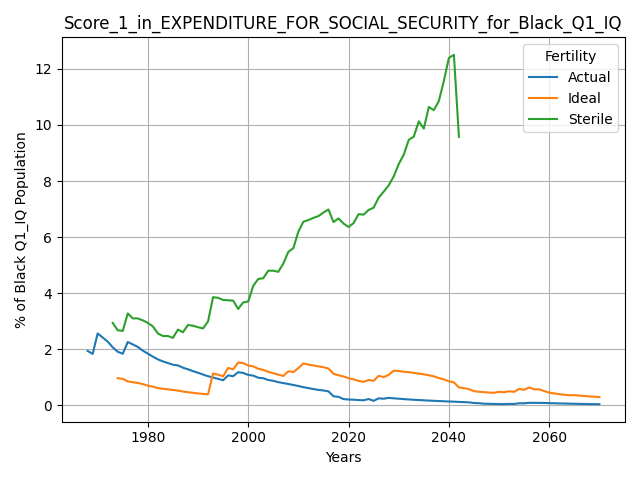 Score_1_in_EXPENDITURE_FOR_SOCIAL_SECURITY_for_Black_Q1_IQ
Fertility
Actual
Ideal
Sterile
% of Black Q1_IQ Population
12
10
8
6
4
2
0
1980 2000 2020 2040 2060
Years